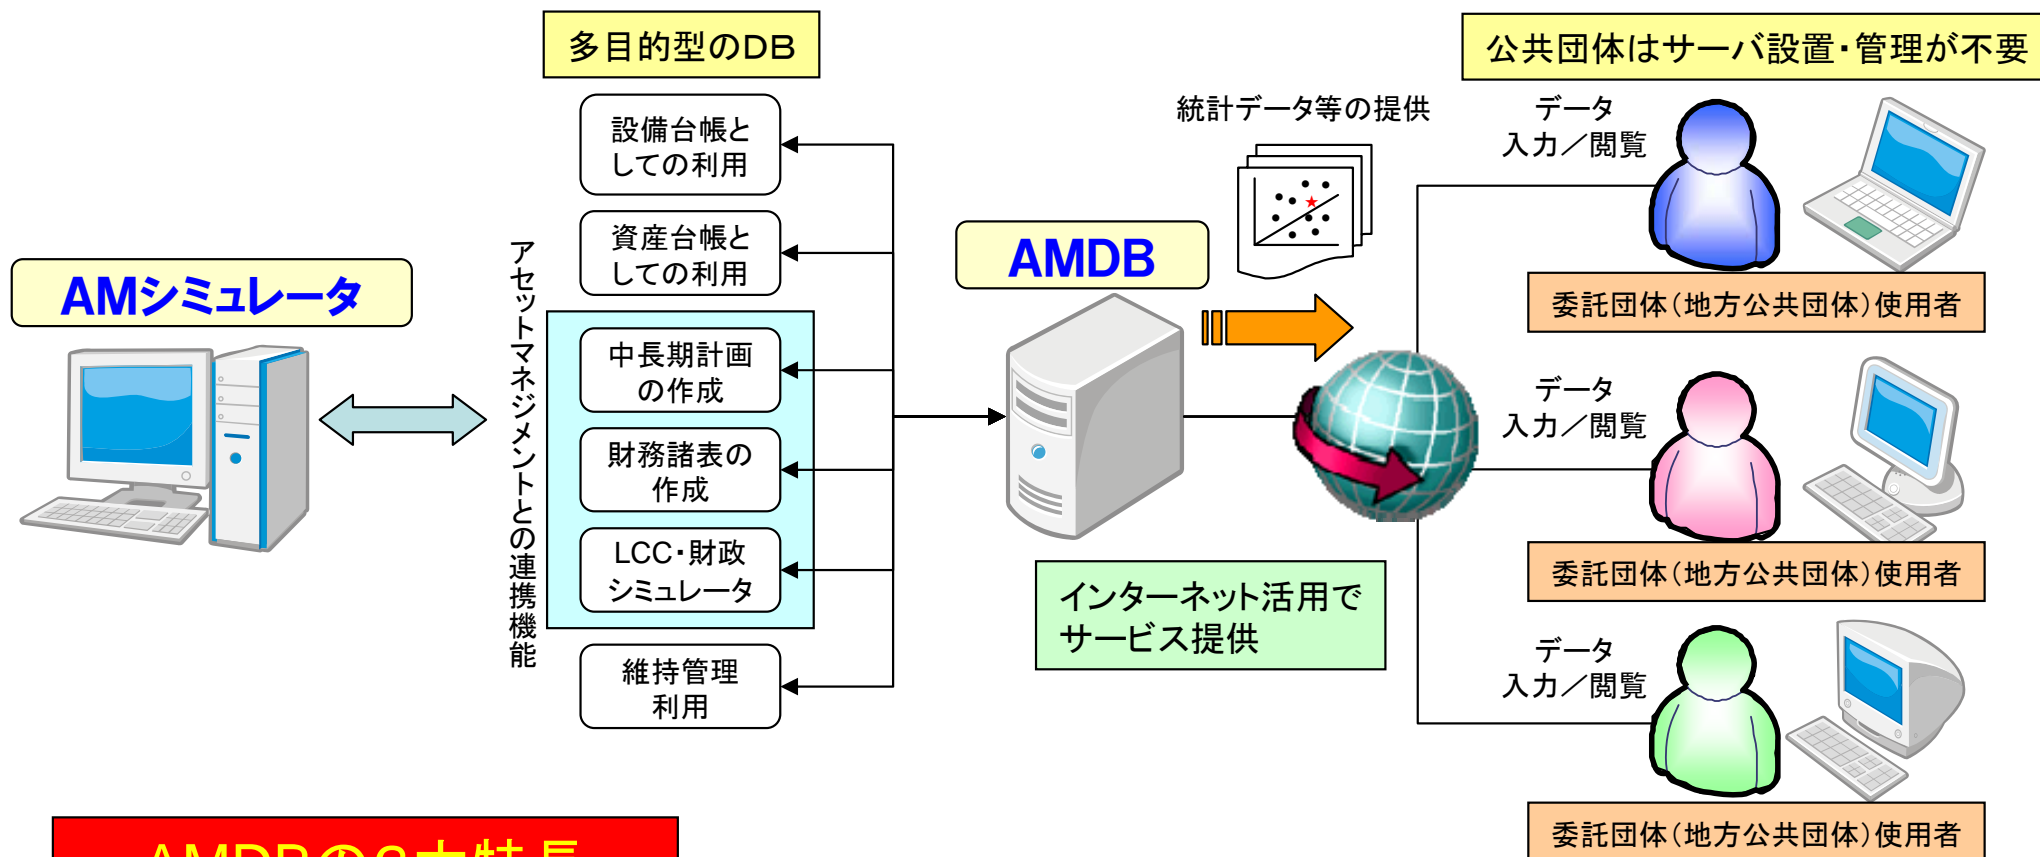 多目的型のDB
公共団体はサーバ設置・管理が不要
設備台帳と
しての利用
資産台帳と
しての利用
中長期計画
の作成
財務諸表の
作成
LCC・財政
シミュレータ
維持管理
利用
アセットマネジメントとの連携機能
AMシミュレータ
AMDB
統計データ等の提供
インターネット活用で
サービス提供
データ
入力／閲覧
委託団体（地方公共団体）使用者
データ
入力／閲覧
委託団体（地方公共団体）使用者
データ
入力／閲覧
委託団体（地方公共団体）使用者
AMDBの3大特長